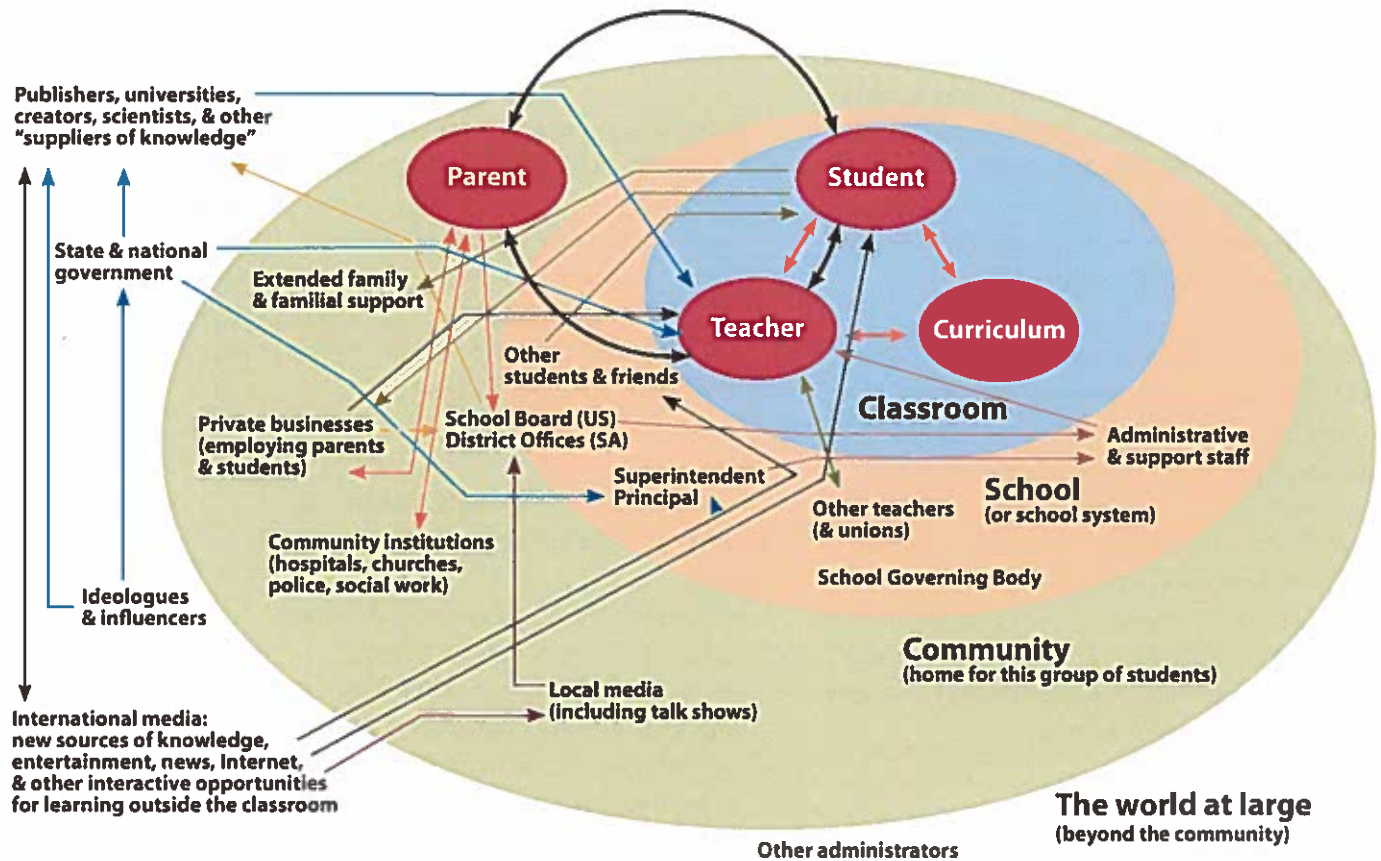 Publishers, universities,
creators, scientists, & other
“suppliers of knowledge”
Parent
Student
State & national
government
Extended family
& familial support
Teacher
Curriculum
Other
students & friends
Classroom
Private businesses
(employing parents
& students)
School Board (US)
District Offices (SA)
Administrative
& support staff
Superintendent
Principal
School
(or school system)
Other teachers
(& unions)
Community institutions
(hospitals, churches,
police, social work)
School Governing Body
Ideologues
& influencers
Community
(home for this group of students)
Local media
(including talk shows)
International media:
new sources of knowledge,
entertainment, news, Internet,
& other interactive opportunities
for learning outside the classroom
The world at large
(beyond the community)
Other administrators